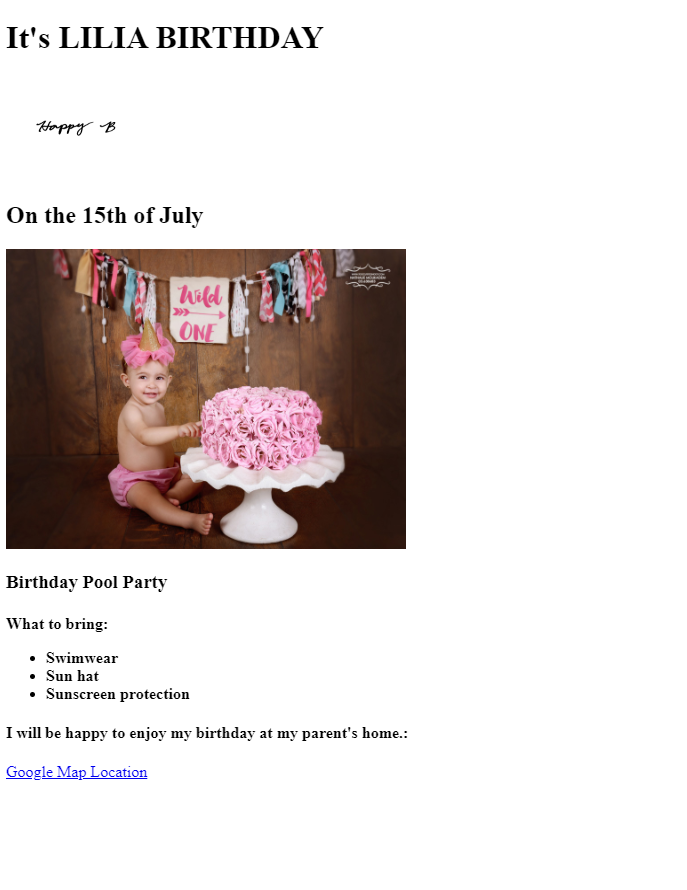 It's LILIA BIRTHDAY
Happy B
On the 15th of July
Wild
ONE
Birthday Pool Party
What to bring:
Swimwear
Sun hat
Sunscreen protection
I will be happy to enjoy my birthday at my parent's home.:
Google Map Location